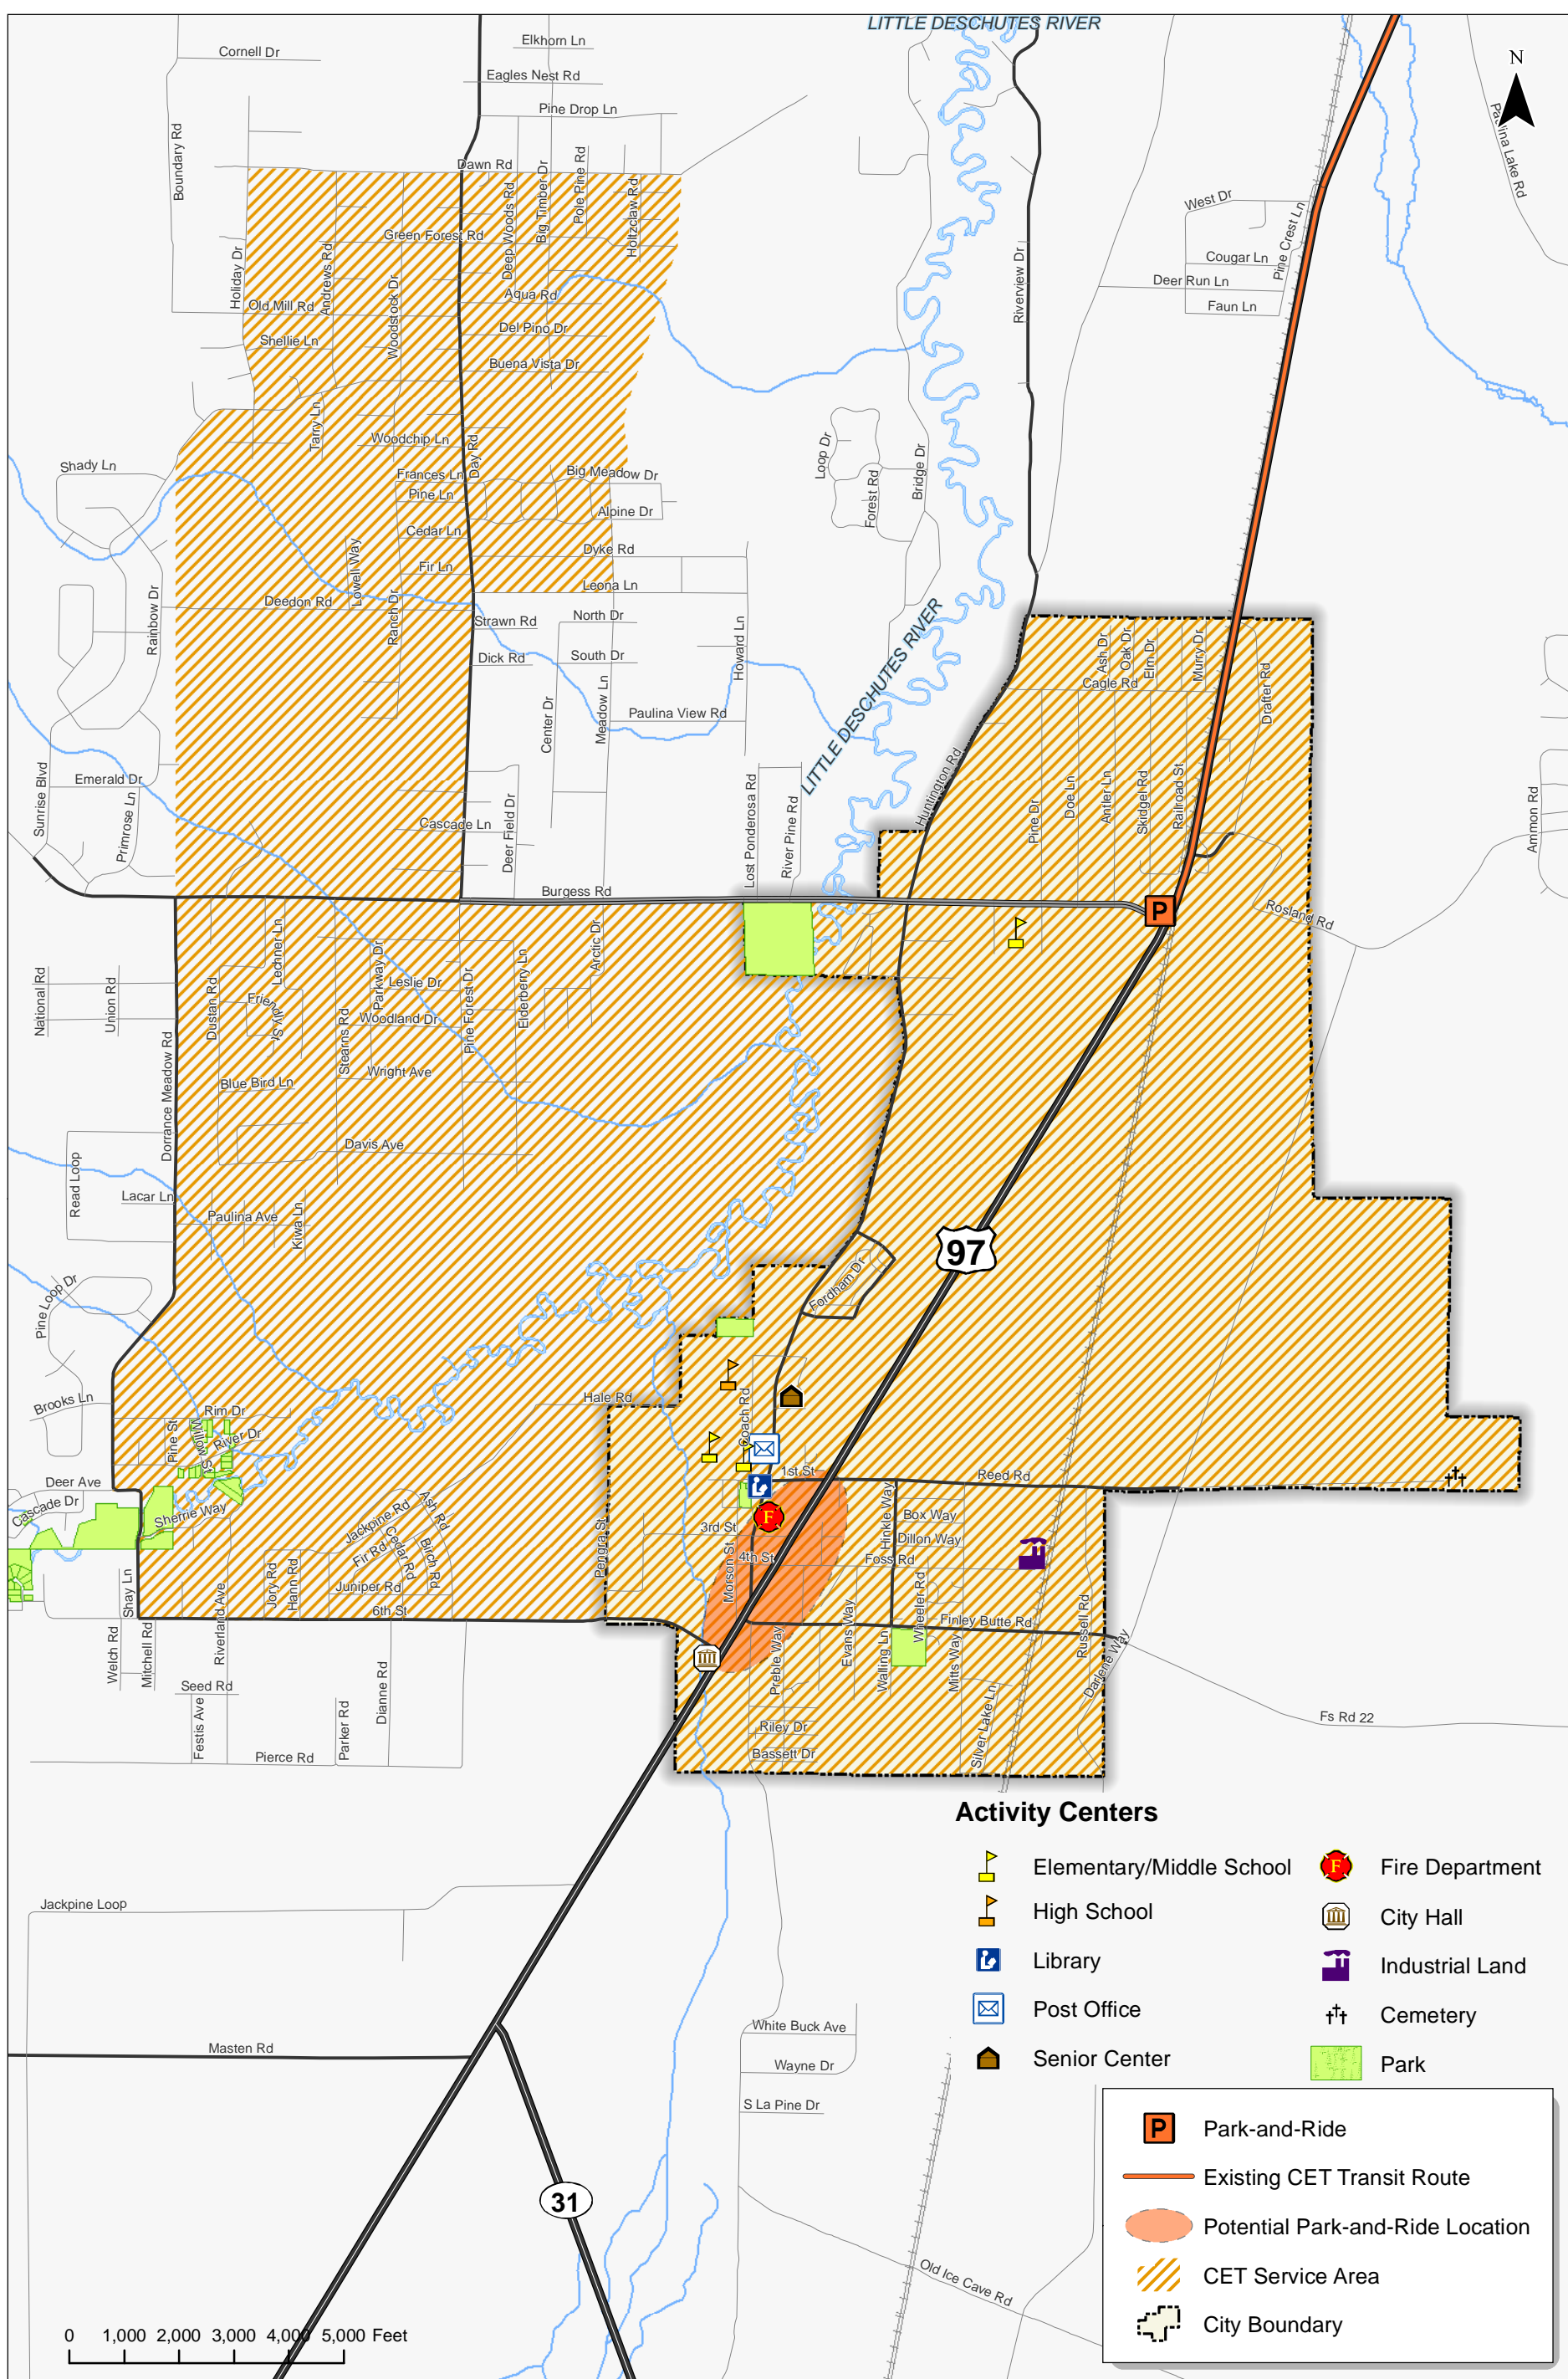 LITTLE DESCHUTES RIVER
Elkhorn Ln
Cornell Dr
N
Eagles Nest Rd
Pine Drop Ln
Paulina Lake Rd
Boundary Rd
Dawn Rd
Big Timber Dr
Pole Pine Rd
Deep Woods Rd
Holtzclaw Rd
West Dr
Pine Crest Ln
Green Forest Rd
Holiday Dr
Andrews Rd
Riverview Dr
Cougar Ln
Deer Run Ln
Woodstock Dr
Aqua Rd
Old Mill Rd
Faun Ln
Del Pino Dr
Shellie Ln
Buena Vista Dr
Tarry Ln
Woodchip Ln
Day Rd
Loop Dr
Forest Rd
Bridge Dr
Shady Ln
Frances Ln
Big Meadow Dr
Pine Ln
Alpine Dr
Cedar Ln
Dyke Rd
Lowell Way
Fir Ln
Leona Ln
Deedon Rd
Rainbow Dr
Ranch Dr
Strawn Rd
North Dr
Howard Ln
LITTLE DESCHUTES RIVER
Ash Dr
Oak Dr
Elm Dr
Murry Dr
Dick Rd
South Dr
Cagle Rd
Drafter Rd
Center Dr
Meadow Ln
Paulina View Rd
Huntington Rd
Sunrise Blvd
Emerald Dr
Primrose Ln
Lost Ponderosa Rd
River Pine Rd
Pine Dr
Doe Ln
Antler Ln
Skidgel Rd
Railroad St
Ammon Rd
Cascade Ln
Deer Field Dr
Burgess Rd
P
Rosland Rd
National Rd
Union Rd
Dustan Rd
Lechner Ln
Friendly St
Parkway Dr
Leslie Dr
Woodland Dr
Stearns Rd
Pine Forest Dr
Elderberry Ln
Arctic Dr
Dorrance Meadow Rd
Wright Ave
Blue Bird Ln
Davis Ave
Read Loop
Lacar Ln
Paulina Ave
Kiwa Ln
97
Fordham Dr
Pine Loop Dr
Brooks Ln
Hale Rd
Coach Rd
Rim Dr
Pine St
Willow St
River Dr
1st St
Reed Rd
Deer Ave
Cascade Dr
Sherrie Way
Jackpine Rd
Ash Rd
Fir Rd
Cedar Rd
Birch Rd
Pengra St
F
3rd St
4th St
Morson St
Hinkle Way
Box Way
Dillon Way
Foss Rd
Shay Ln
Jory Rd
Hann Rd
Juniper Rd
6th St
Riverland Ave
Wheeler Rd
Finley Butte Rd
Russell Rd
Welch Rd
Mitchell Rd
Preble Way
Evans Way
Walling Ln
Mitts Way
Darlene Way
Seed Rd
Festis Ave
Parker Rd
Dianne Rd
Silver Lake Ln
Fs Rd 22
Riley Dr
Bassett Dr
Pierce Rd
Activity Centers
Elementary/Middle School
High School
Library
Post Office
Senior Center
F
Fire Department
City Hall
Industrial Land
Cemetery
Park
Jackpine Loop
Masten Rd
White Buck Ave
Wayne Dr
S La Pine Dr
31
Old Ice Cave Rd
P
Park-and-Ride
Existing CET Transit Route
Potential Park-and-Ride Location
CET Service Area
City Boundary
0 1,000 2,000 3,000 4,000 5,000 Feet